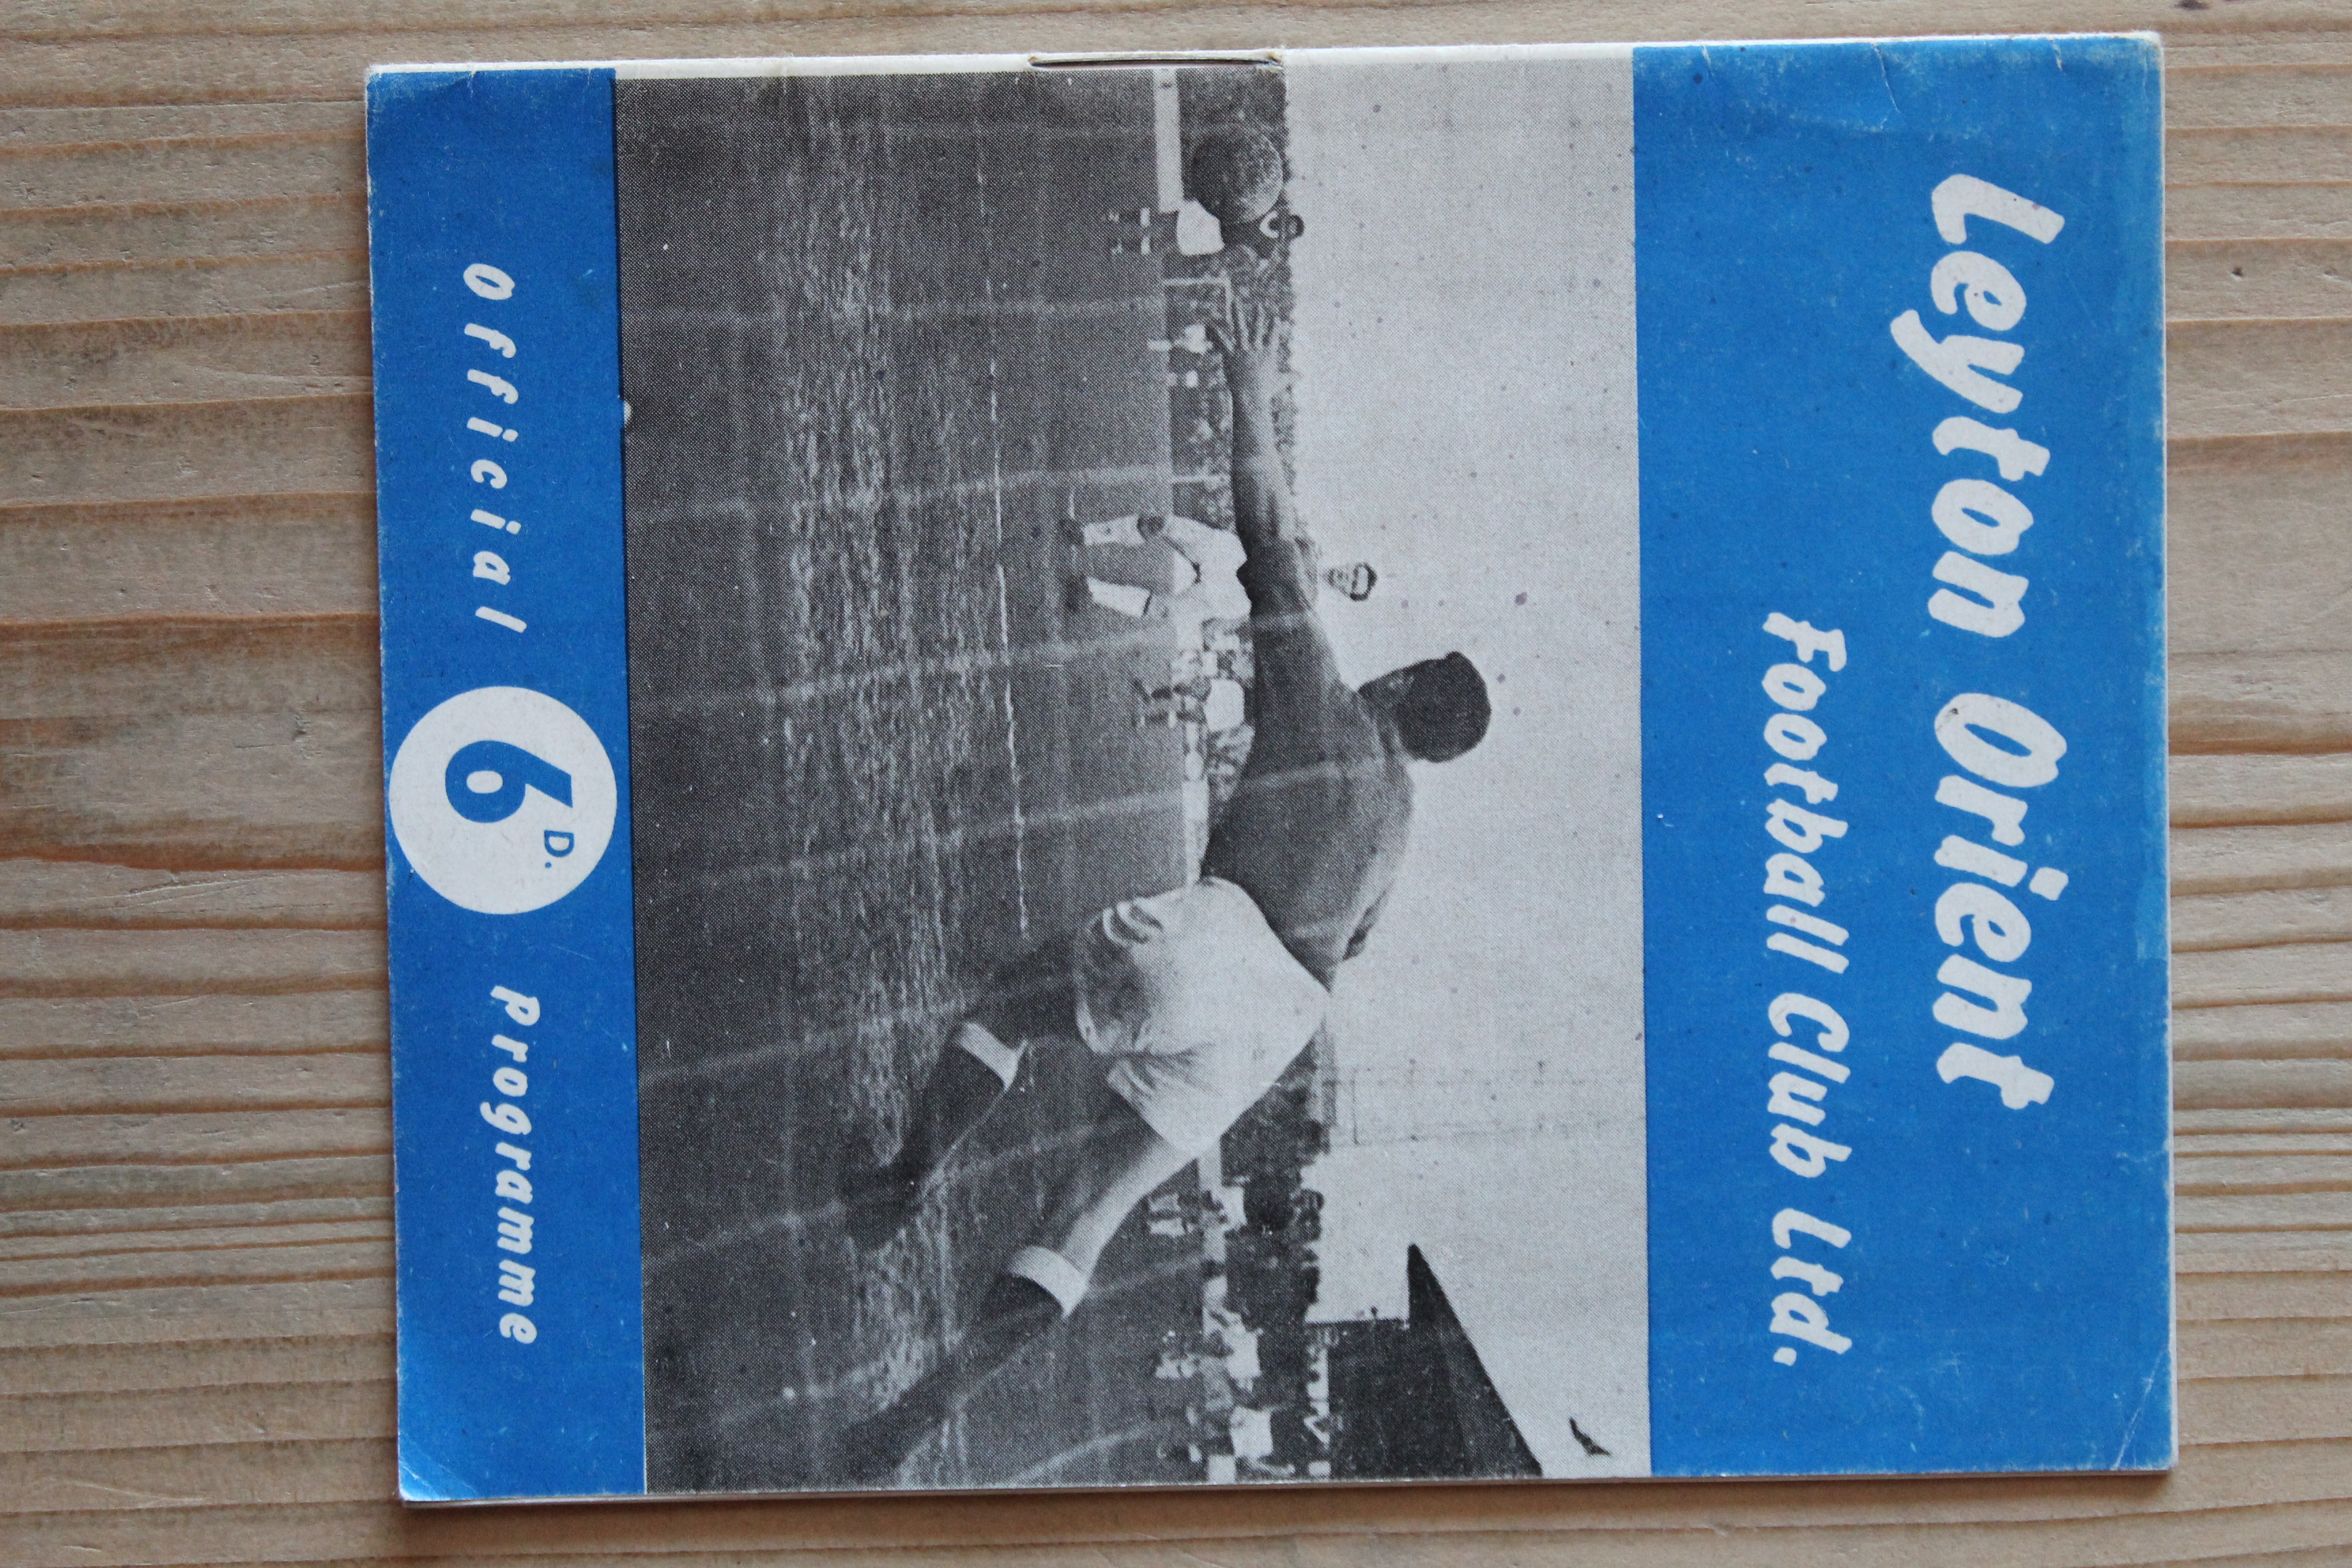 Leyton Orient
Football Club Ltd.
Official 6D. Programme